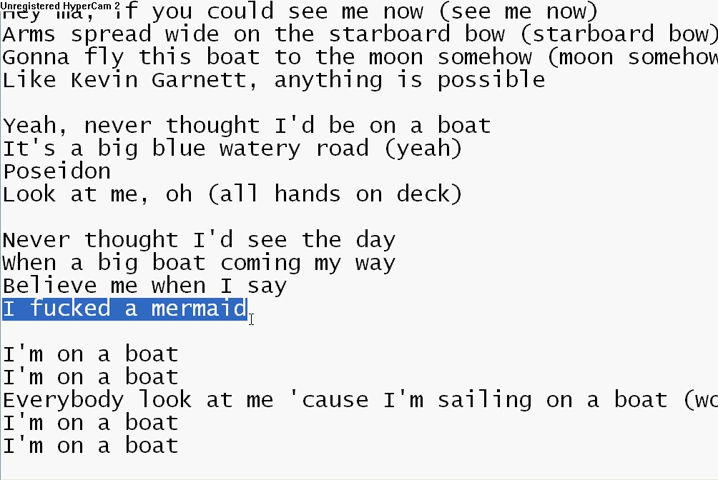 Unregistered HyperCam 2
Hey ma, if you could see me now (see me now)
Arms spread wide on the starboard bow (starboard bow)
Gonna fly this boat to the moon somehow (moon somehow
Like Kevin Garnett, anything is possible
Yeah, never thought I'd be on a boat
It's a big blue watery road (yeah)
Poseidon
Look at me, oh (all hands on deck)
Never thought I'd see the day
When a big boat coming my way
Believe me when I say
I fucked a mermaid
I'm on a boat
I'm on a boat
Everybody look at me 'cause I'm sailing on a boat (wo
I'm on a boat
I'm on a boat